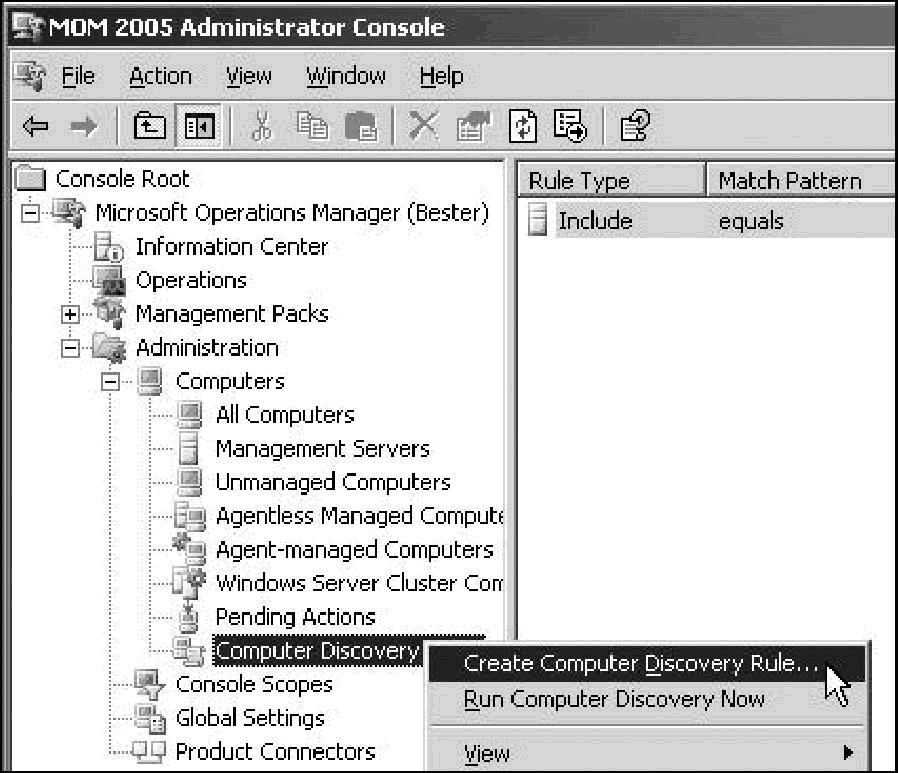 MOM 2005 Administrator Console
File Action View Window Help
Console Root
Microsoft Operations Manager (Bester)
Information Center
Operations
Management Packs
Administration
Computers
All Computers
Management Servers
Unmanaged Computers
Agentless Managed Compute
Agent-managed Computers
Windows Server Cluster Com
Pending Actions
Computer Discovery
Console Scopes
Global Settings
Product Connectors
Rule Type Match Pattern
Include equals
Create Computer Discovery Rule...
Run Computer Discovery Now
View